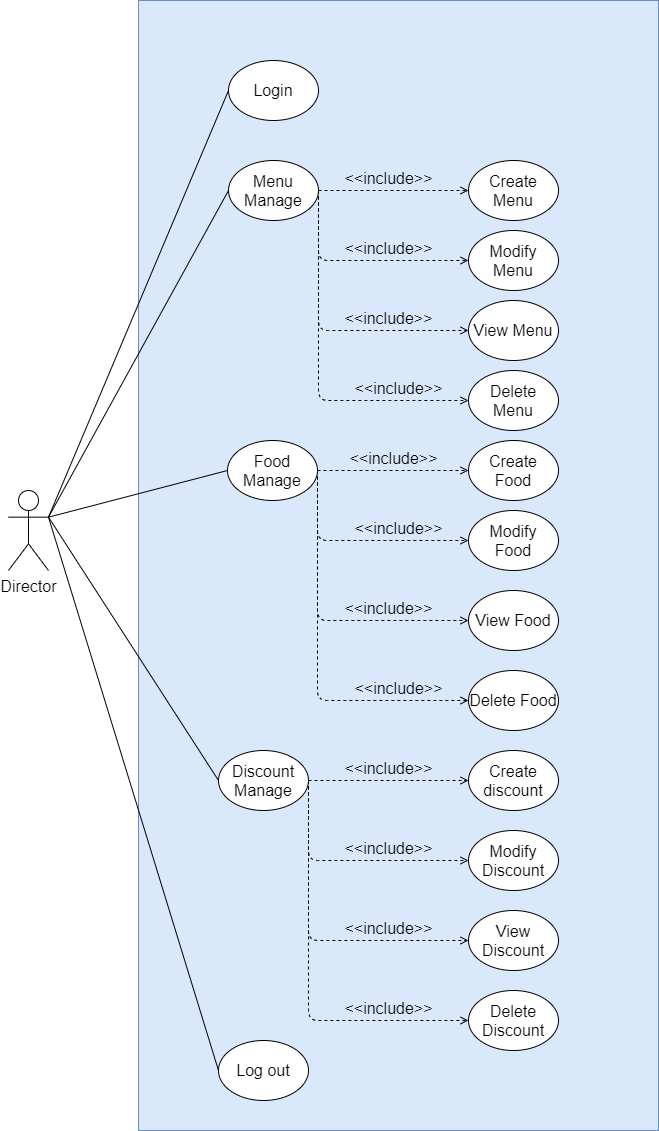 Login
Menu
Manage
<<include>>
Create
Menu
<<include>>
Modify
Menu
<<include>>
View Menu
<<include>>
Delete
Menu
Food
Manage
<<include>>
Create
Food
<<include>>
Modify
Food
Director
<<include>>
View Food
<<include>>
Delete Food
Discount
Manage
<<include>>
Create
discount
<<include>>
Modify
Discount
<<include>>
View
Discount
<<include>>
Delete
Discount
Log out